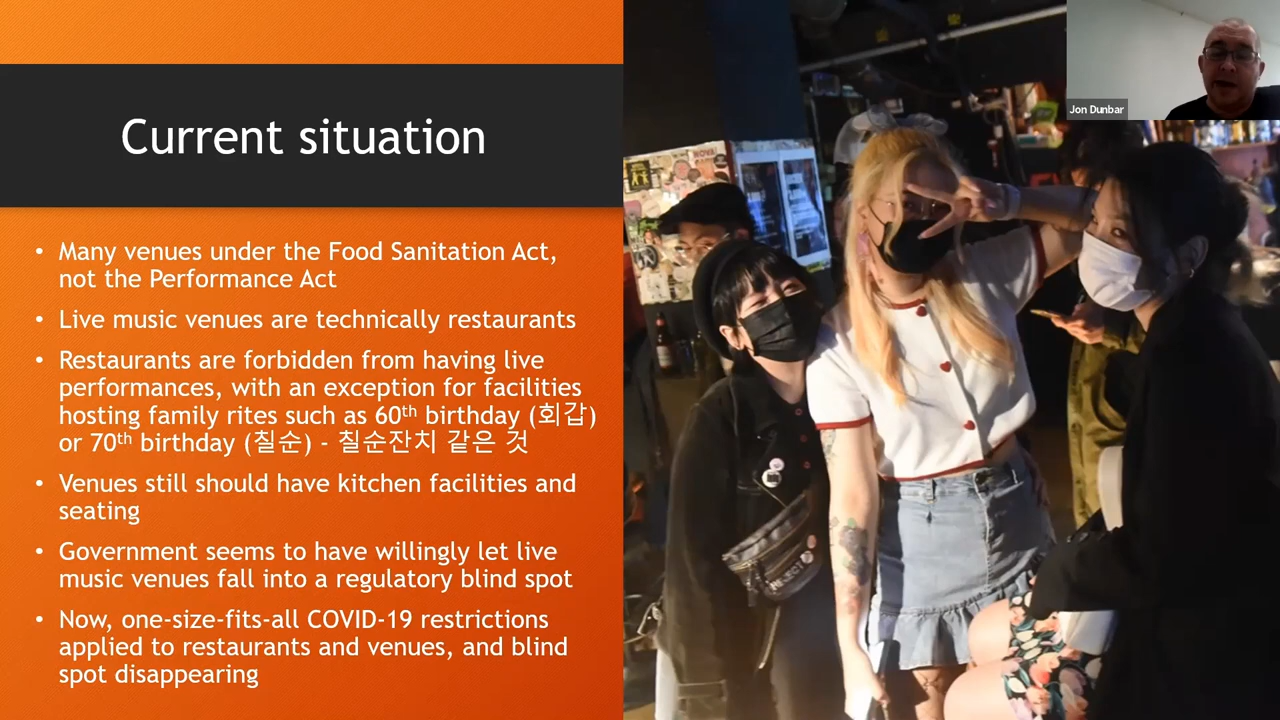 Current situation
• Many venues under the Food Sanitation Act,
not the Performance Act
• Live music venues are technically restaurants
• Restaurants are forbidden from having live
performances, with an exception for facilities
hosting family rites such as 60th birthday (회갑)
or 70th birthday (칠순) - 칠순잔치 같은 것
• Venues still should have kitchen facilities and
seating
• Government seems to have willingly let live
music venues fall into a regulatory blind spot
• Now, one-size-fits-all COVID-19 restrictions
applied to restaurants and venues, and blind
spot disappearing
Jon Dunbar
REJECT